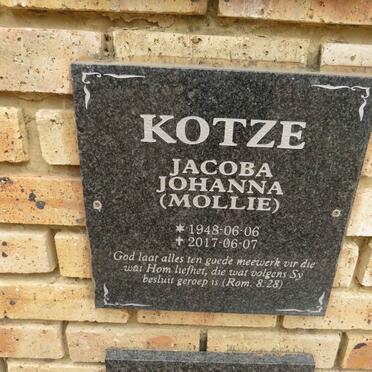 KOTZE
JACOBA
JOHANNA
(MOLLIE)
* 1948-06-06
✝ 2017-06-07
God laat alles ten goede meewerk vir die
wat Hom liefhet, die wat volgens Sy
besluit geroep is (Rom. 8:28)